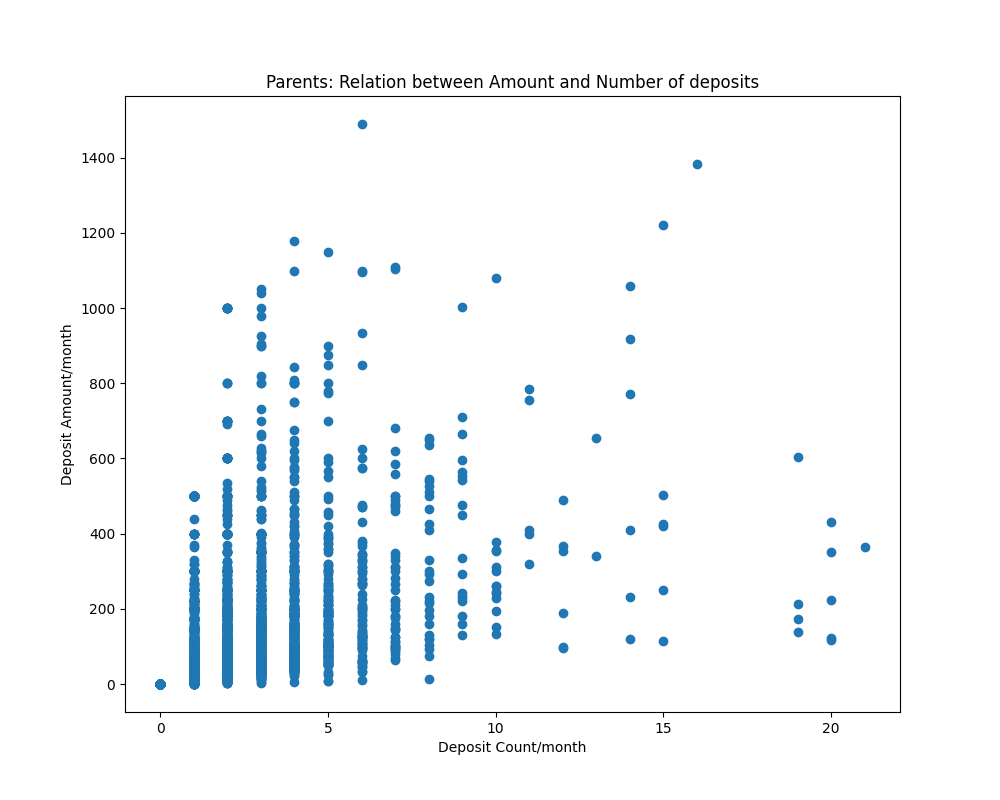 Parents: Relation between Amount and Number of deposits
1400
1200
1000
800
600
400
200
0
Deposit Amount/month
0 5 10 15 20
Deposit Count/month